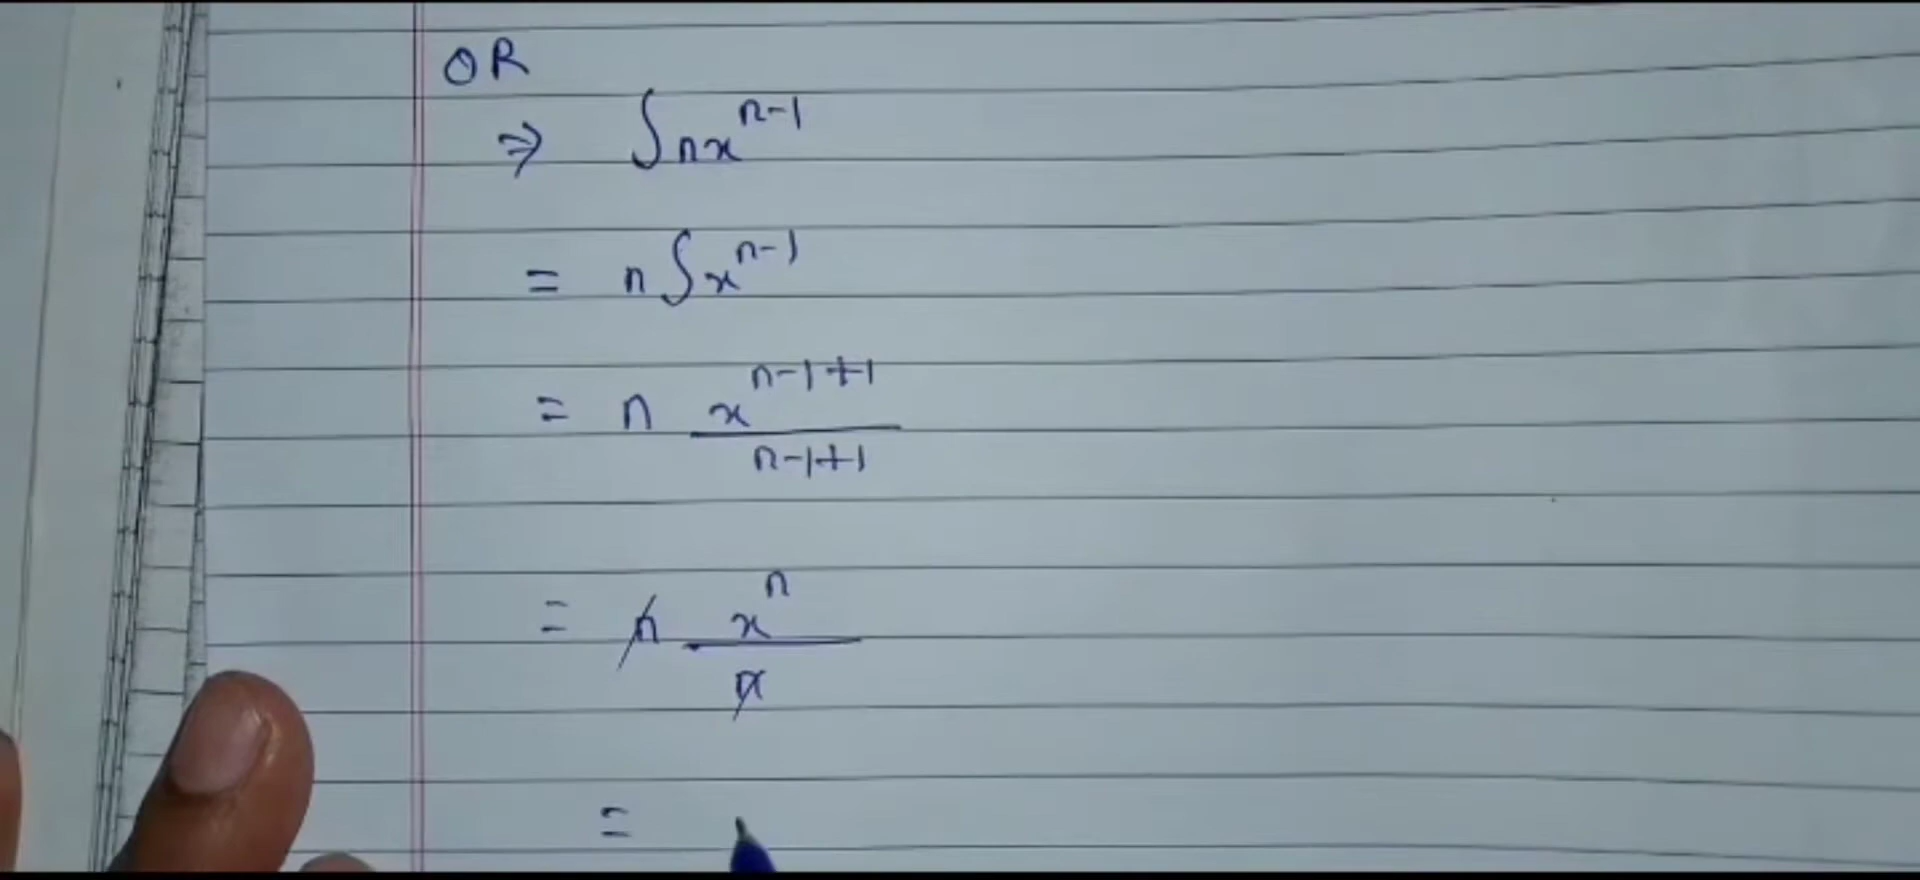 OR
⇒ ∫nx^{n-1}
= n∫x^{n-1}
= n x^{n-1+1} / n-1+1
= n x^n / n
=